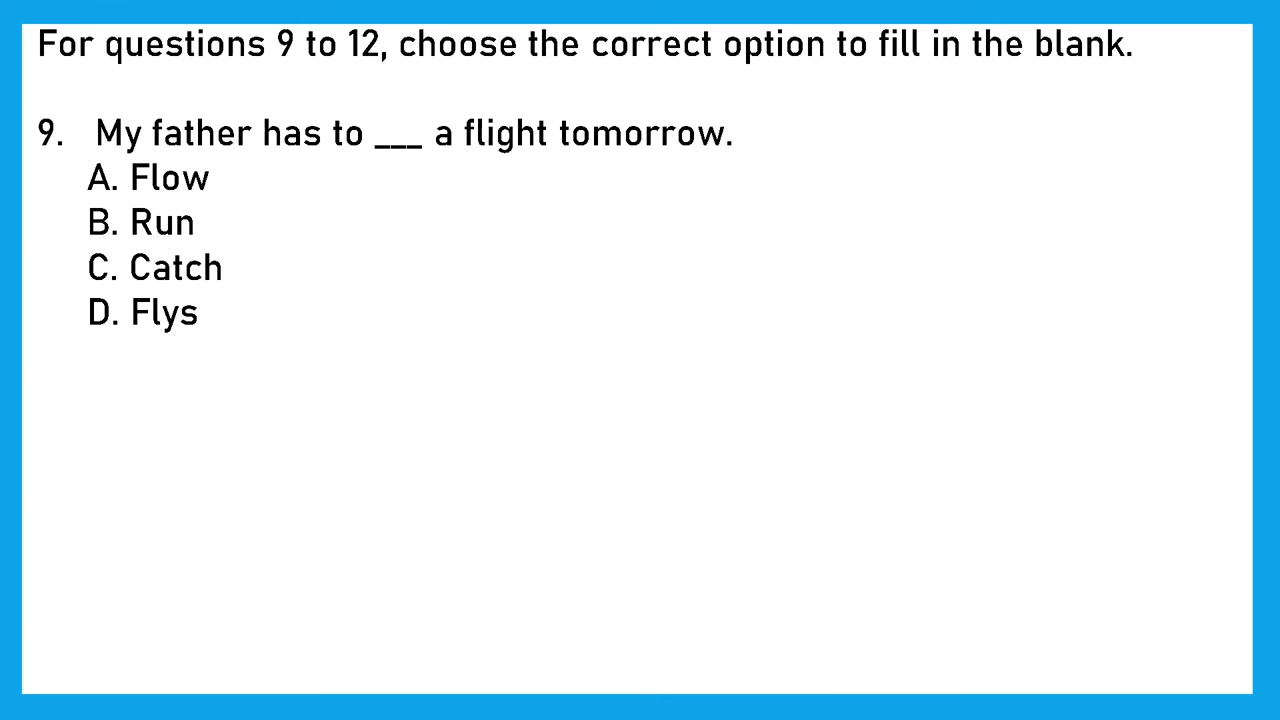 For questions 9 to 12, choose the correct option to fill in the blank.
9. My father has to ___ a flight tomorrow.
A. Flow
B. Run
C. Catch
D. Flys